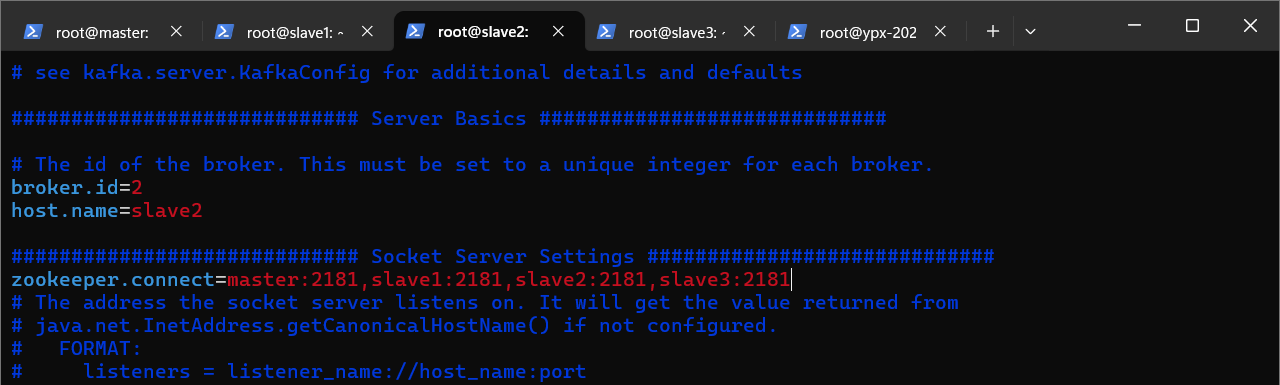 root@master:
root@slave1: ~
root@slave2:
root@slave3: ~
root@ypx-202
# see kafka.server.KafkaConfig for additional details and defaults
############################# Server Basics #############################
# The id of the broker. This must be set to a unique integer for each broker.
broker.id=2
host.name=slave2
############################# Socket Server Settings #############################
zookeeper.connect=master:2181,slave1:2181,slave2:2181,slave3:2181
# The address the socket server listens on. It will get the value returned from
# java.net.InetAddress.getCanonicalHostName() if not configured.
#   FORMAT:
#     listeners = listener_name://host_name:port